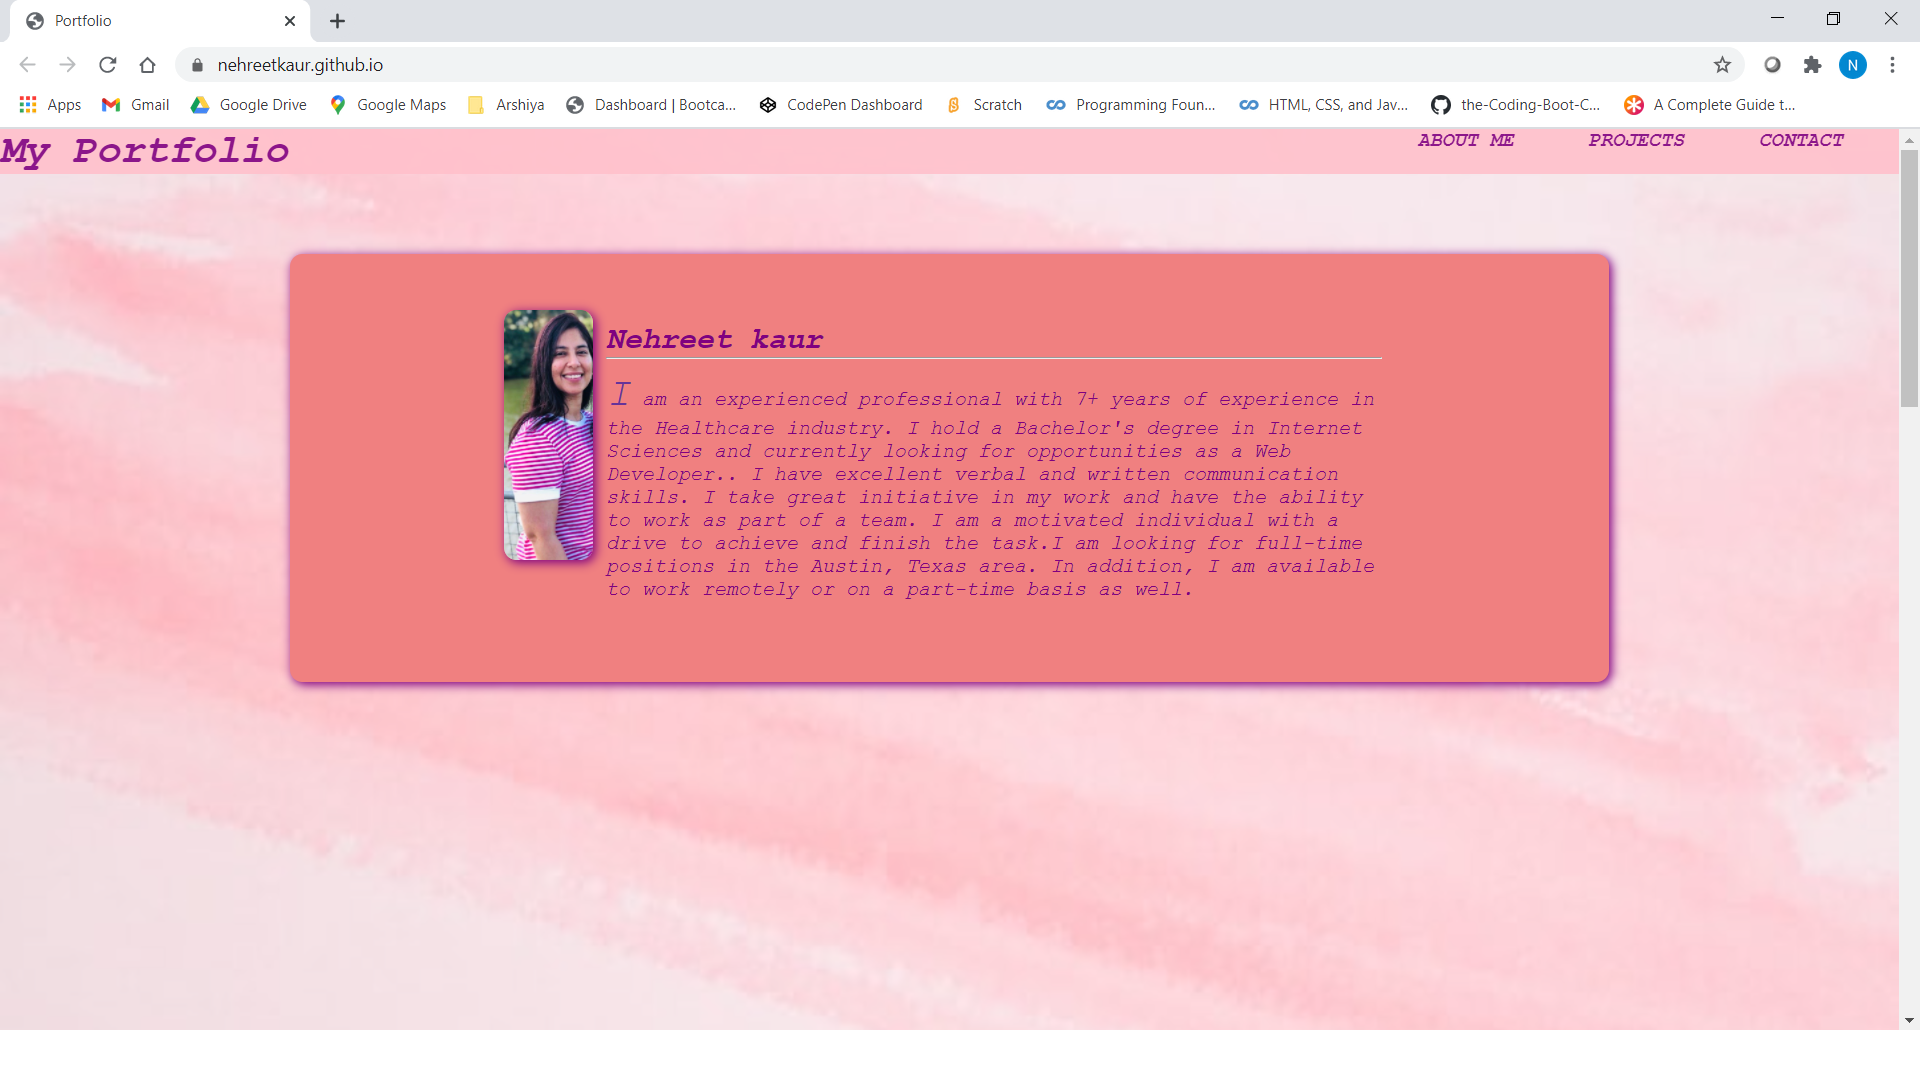 Portfolio
nehreetkaur.github.io
N
Apps Gmail Google Drive Google Maps Arshiya Dashboard | Bootca... CodePen Dashboard Scratch Programming Foun... HTML, CSS, and Jav... the-Coding-Boot-C... A Complete Guide t...
My Portfolio ABOUT ME PROJECTS CONTACT
Nehreet kaur
I am an experienced professional with 7+ years of experience in
the Healthcare industry. I hold a Bachelor's degree in Internet
Sciences and currently looking for opportunities as a Web
Developer.. I have excellent verbal and written communication
skills. I take great initiative in my work and have the ability
to work as part of a team. I am a motivated individual with a
drive to achieve and finish the task.I am looking for full-time
positions in the Austin, Texas area. In addition, I am available
to work remotely or on a part-time basis as well.